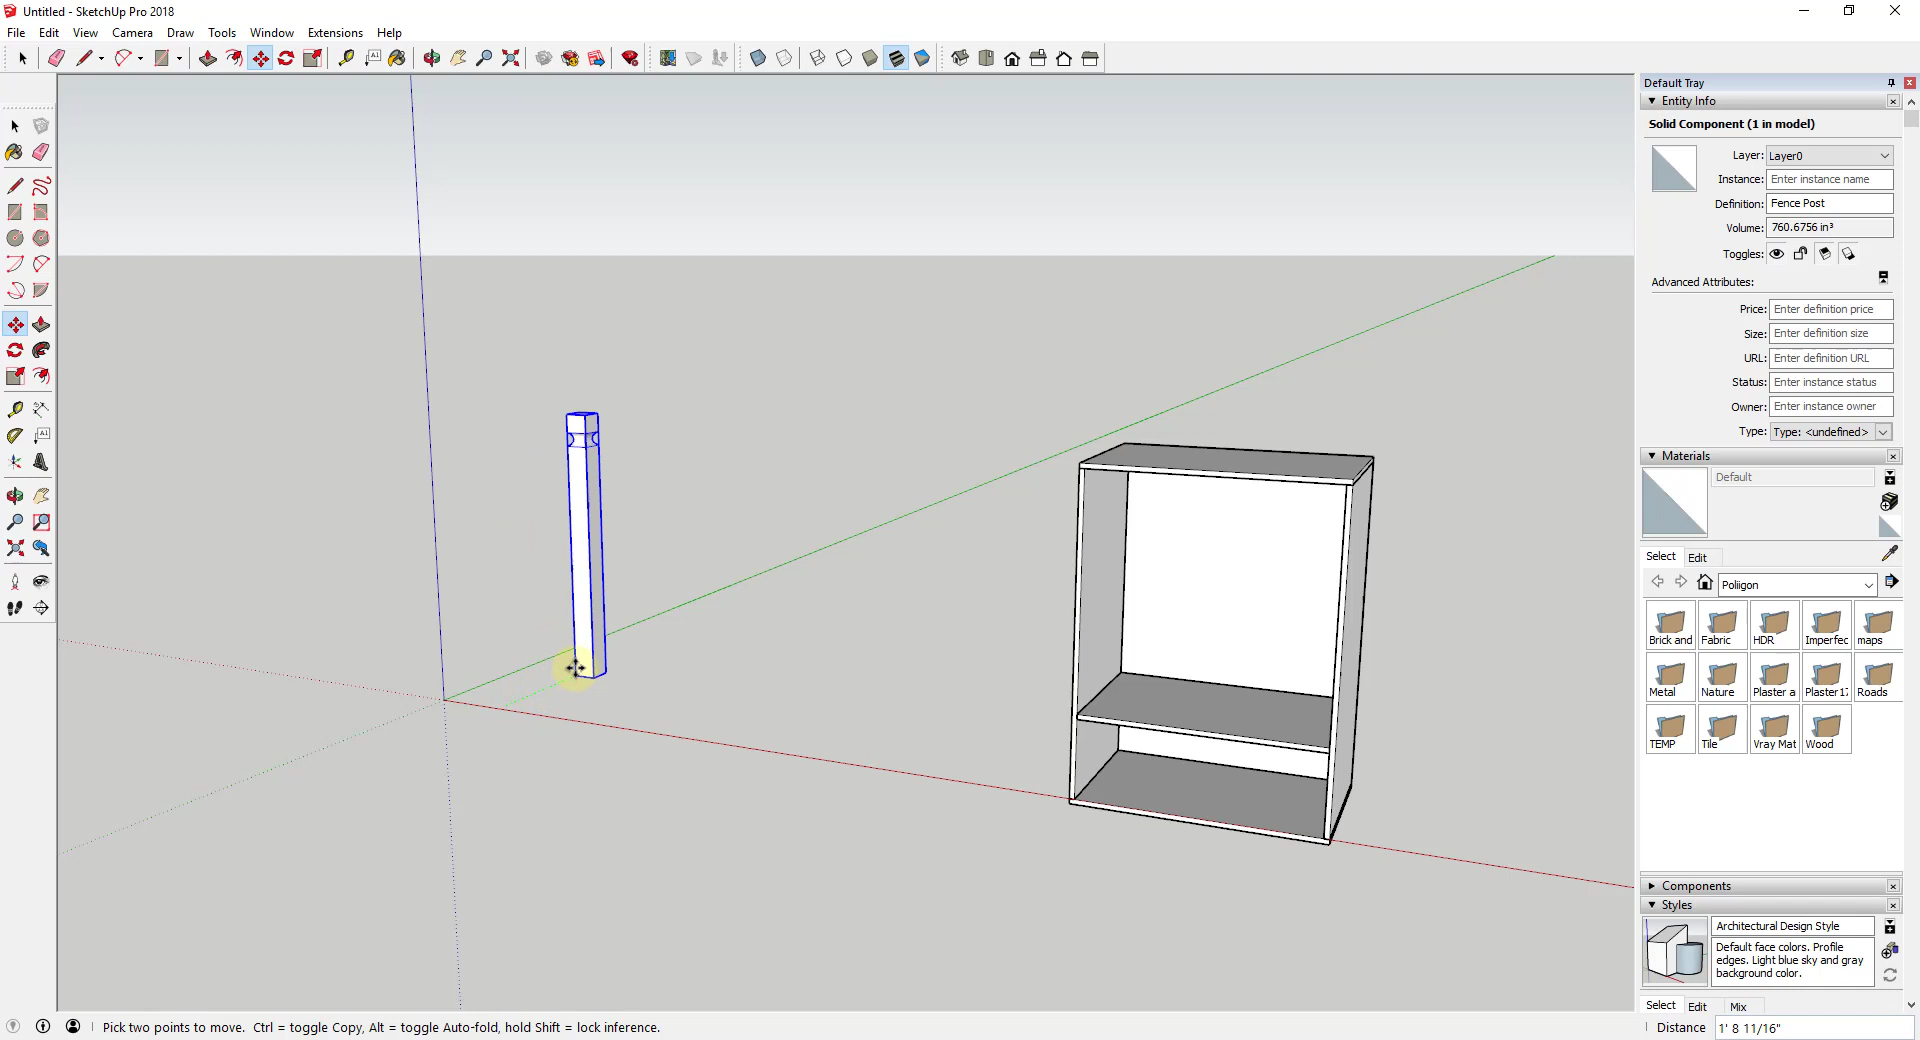 Untitled - SketchUp Pro 2018
File Edit View Camera Draw Tools Window Extensions Help
Default Tray
Entity Info
Solid Component (1 in model)
Layer: Layer0
Instance: Enter instance name
Definition: Fence Post
Volume: 760.6756 in³
Toggles:
Advanced Attributes:
Price: Enter definition price
Size: Enter definition size
URL: Enter definition URL
Status: Enter instance status
Owner: Enter instance owner
Type: Type: <undefined>
Materials
Default
Select Edit
Poliigon
Brick and Fabric HDR Imperfec maps
Metal Nature Plaster a Plaster17 Roads
TEMP Tile Vray Mat Wood
Components
Styles
Architectural Design Style
Default face colors. Profile
edges. Light blue sky and gray
background color.
Select Edit Mix
Pick two points to move. Ctrl = toggle Copy, Alt = toggle Auto-fold, hold Shift = lock inference.
Distance 1' 8 11/16"